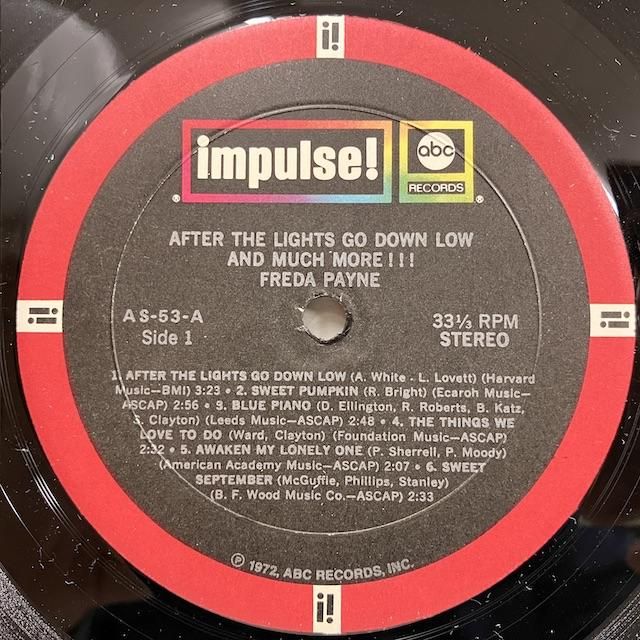 i!
impulse! abc
RECORDS
® ®
AFTER THE LIGHTS GO DOWN LOW
AND MUCH MORE!!!
FREDA PAYNE
AS-53-A
Side 1
33⅓ RPM
STEREO
i!
i!
1. AFTER THE LIGHTS GO DOWN LOW (A. White - L. Lovett) (Harvard
Music—BMI) 3:23 • 2. SWEET PUMPKIN (R. Bright) (Ecaroh Music—
ASCAP) 2:56 • 3. BLUE PIANO (D. Ellington, R. Roberts, B. Katz,
S. Clayton) (Leeds Music—ASCAP) 2:48 • 4. THE THINGS WE
LOVE TO DO (Ward, Clayton) (Foundation Music—ASCAP)
2:32 • 5. AWAKEN MY LONELY ONE (P. Sherrell, P. Moody)
(American Academy Music—ASCAP) 2:07 • 6. SWEET
SEPTEMBER (McGuffie, Phillips, Stanley)
(B. F. Wood Music Co.—ASCAP) 2:33
℗ 1972, ABC RECORDS, INC.
i!